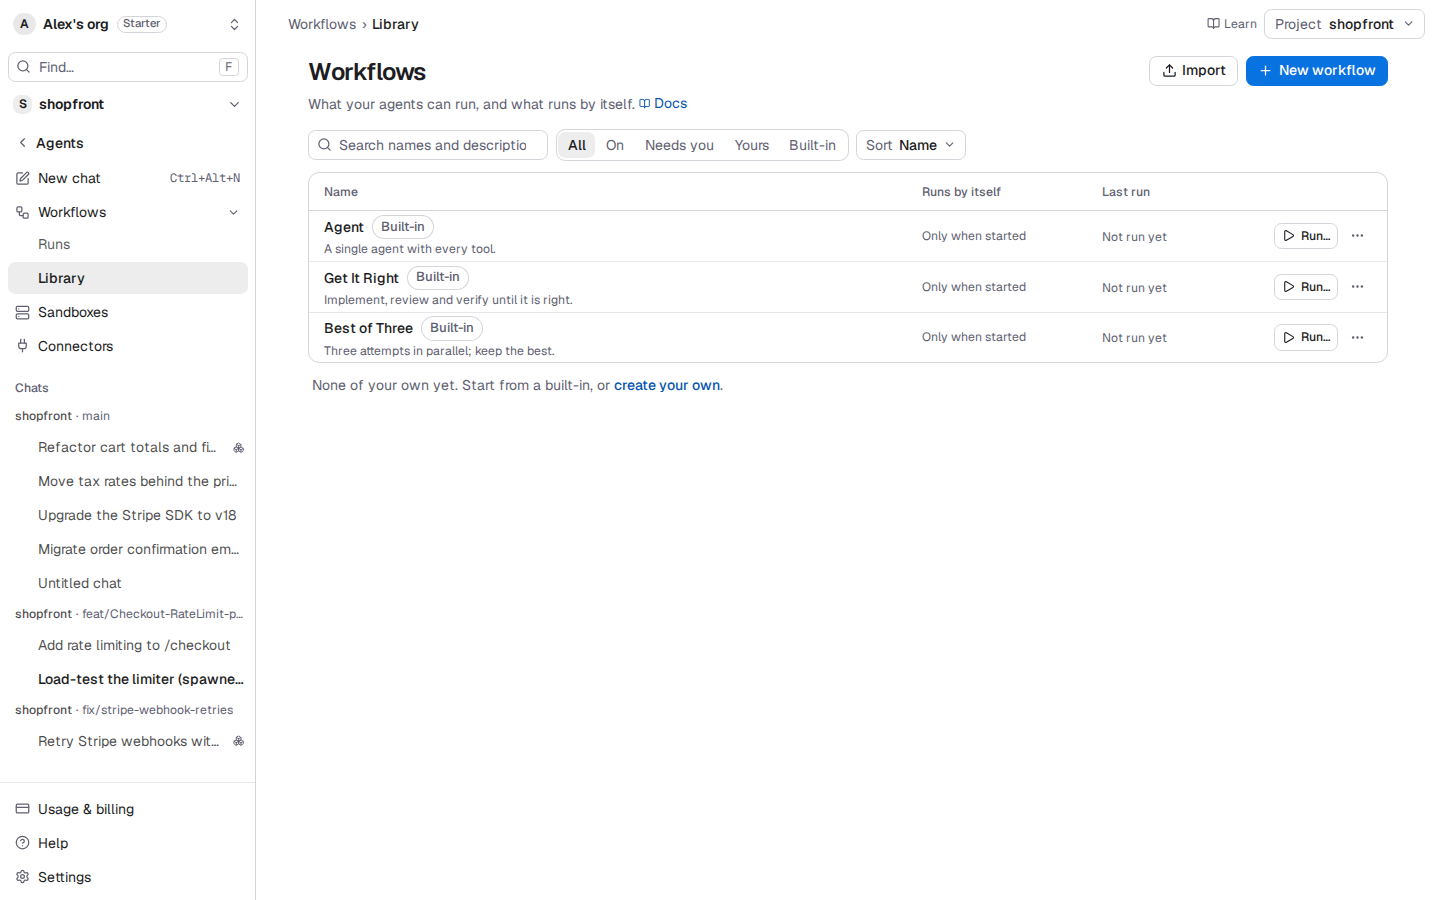 A Alex's org Starter
Find... F
S shopfront
Agents
New chat Ctrl+Alt+N
Workflows
Runs
Library
Sandboxes
Connectors
Chats
shopfront · main
Refactor cart totals and fi...
Move tax rates behind the pri...
Upgrade the Stripe SDK to v18
Migrate order confirmation em...
Untitled chat
shopfront · feat/Checkout-RateLimit-p...
Add rate limiting to /checkout
Load-test the limiter (spawne...
shopfront · fix/stripe-webhook-retries
Retry Stripe webhooks wit...
Usage & billing
Help
Settings
Workflows › Library
Learn
Project shopfront
Workflows
Import
New workflow
What your agents can run, and what runs by itself. Docs
Search names and descriptio
All On Needs you Yours Built-in
Sort Name
Name Runs by itself Last run
Agent Built-in
A single agent with every tool.
Only when started Not run yet Run...
Get It Right Built-in
Implement, review and verify until it is right.
Only when started Not run yet Run...
Best of Three Built-in
Three attempts in parallel; keep the best.
Only when started Not run yet Run...
None of your own yet. Start from a built-in, or create your own.